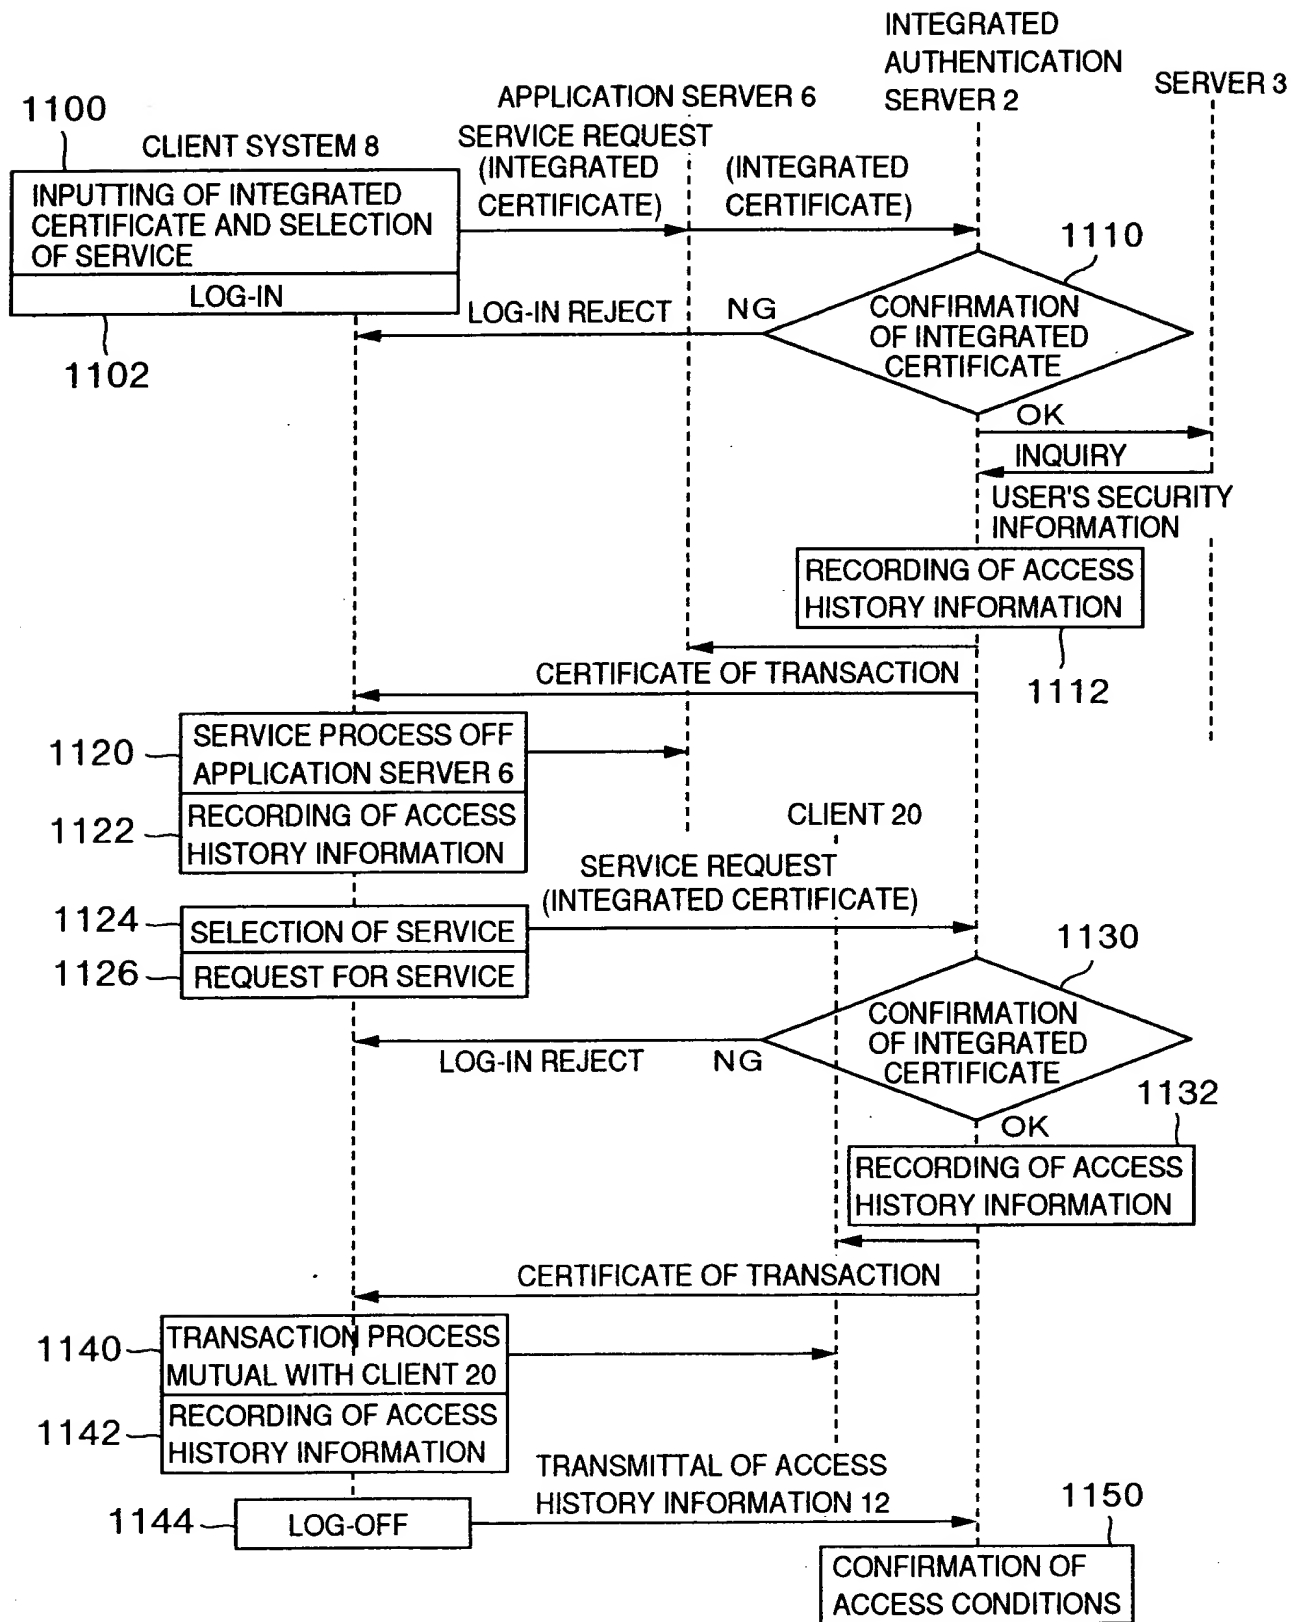 INTEGRATED
AUTHENTICATION
SERVER 2
SERVER 3
APPLICATION SERVER 6
1100
CLIENT SYSTEM 8
SERVICE REQUEST
(INTEGRATED
CERTIFICATE)
(INTEGRATED
CERTIFICATE)
INPUTTING OF INTEGRATED
CERTIFICATE AND SELECTION
OF SERVICE
LOG-IN
1102
1110
LOG-IN REJECT
NG
CONFIRMATION
OF INTEGRATED
CERTIFICATE
OK
INQUIRY
USER'S SECURITY
INFORMATION
RECORDING OF ACCESS
HISTORY INFORMATION
1112
CERTIFICATE OF TRANSACTION
1120
SERVICE PROCESS OFF
APPLICATION SERVER 6
1122
RECORDING OF ACCESS
HISTORY INFORMATION
CLIENT 20
SERVICE REQUEST
(INTEGRATED CERTIFICATE)
1124
SELECTION OF SERVICE
1126
REQUEST FOR SERVICE
1130
CONFIRMATION
OF INTEGRATED
CERTIFICATE
LOG-IN REJECT
NG
OK
1132
RECORDING OF ACCESS
HISTORY INFORMATION
CERTIFICATE OF TRANSACTION
1140
TRANSACTION PROCESS
MUTUAL WITH CLIENT 20
1142
RECORDING OF ACCESS
HISTORY INFORMATION
TRANSMITTAL OF ACCESS
HISTORY INFORMATION 12
1144
LOG-OFF
1150
CONFIRMATION OF
ACCESS CONDITIONS